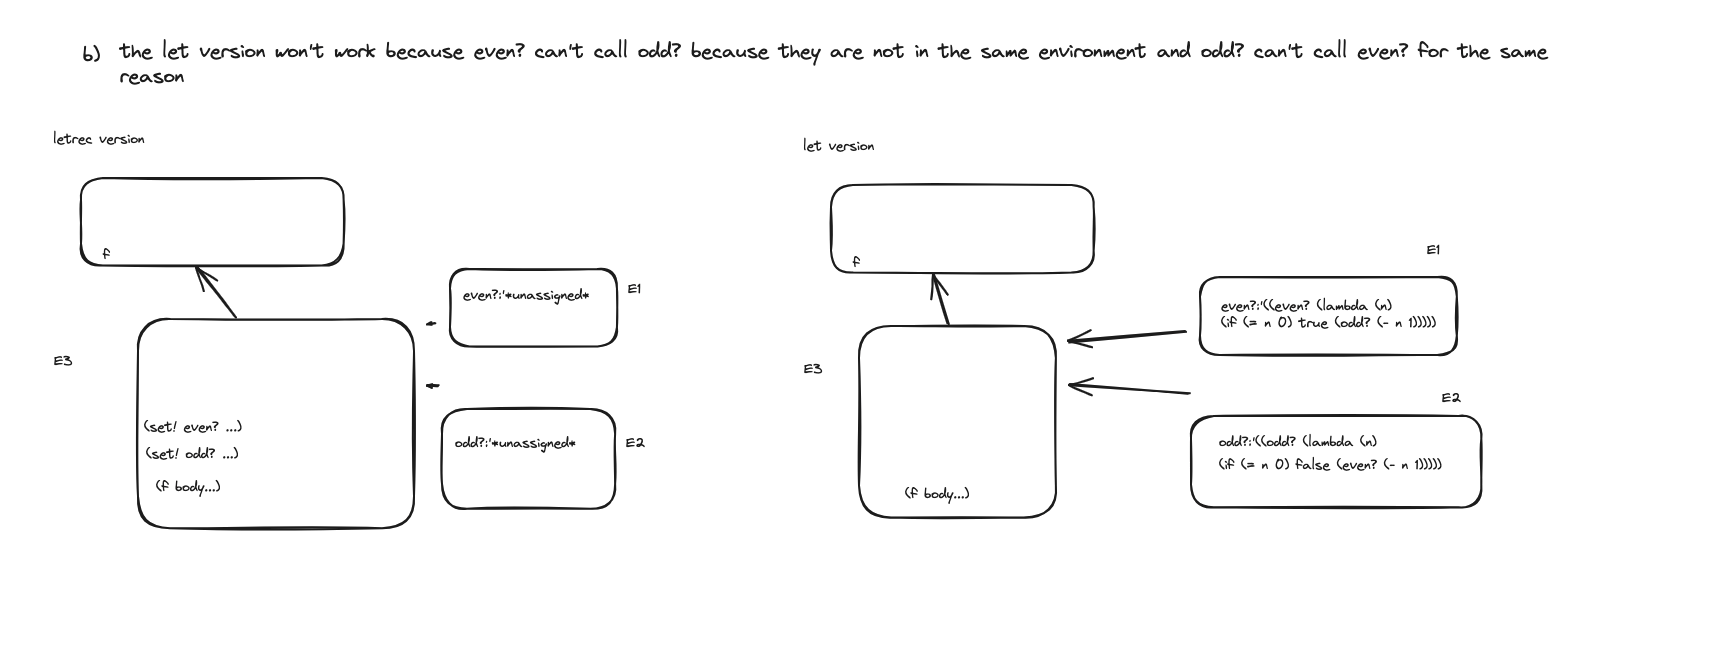 b) the let version won't work because even? can't call odd? because they are not in the same environment and odd? can't call even? for the same
reason
letrec version
f
E3
(set! even? ...)
(set! odd? ...)
(f body...)
even?:'*unassigned*
E1
odd?:'*unassigned*
E2
let version
f
E3
(f body...)
E1
even?:'((even? (lambda (n)
(if (= n 0) true (odd? (- n 1)))))
E2
odd?:'((odd? (lambda (n)
(if (= n 0) false (even? (- n 1)))))